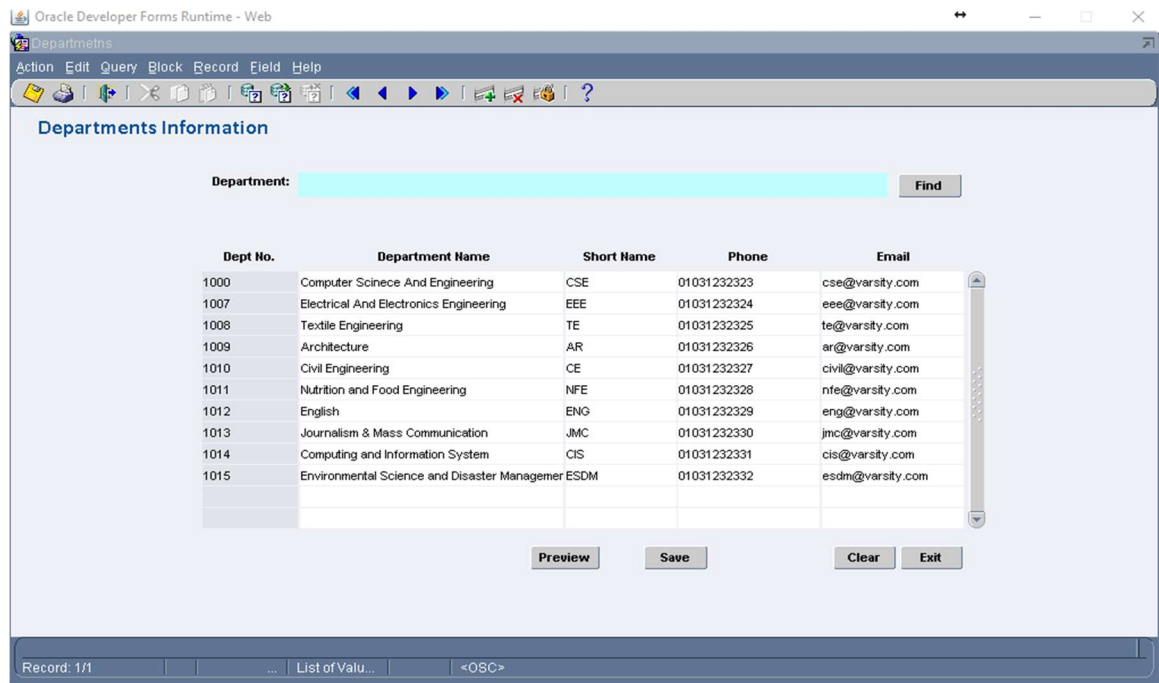 Oracle Developer Forms Runtime - Web
Departmetns
Action Edit Query Block Record Field Help
Departments Information
Department: Find
Dept No. Department Name Short Name Phone Email
1000 Computer Scinece And Engineering CSE 01031232323 cse@varsity.com
1007 Electrical And Electronics Engineering EEE 01031232324 eee@varsity.com
1008 Textile Engineering TE 01031232325 te@varsity.com
1009 Architecture AR 01031232326 ar@varsity.com
1010 Civil Engineering CE 01031232327 civil@varsity.com
1011 Nutrition and Food Engineering NFE 01031232328 nfe@varsity.com
1012 English ENG 01031232329 eng@varsity.com
1013 Journalism & Mass Communication JMC 01031232330 jmc@varsity.com
1014 Computing and Information System CIS 01031232331 cis@varsity.com
1015 Environmental Science and Disaster Managemer ESDM 01031232332 esdm@varsity.com
Preview Save Clear Exit
Record: 1/1 ... List of Valu... <OSC>